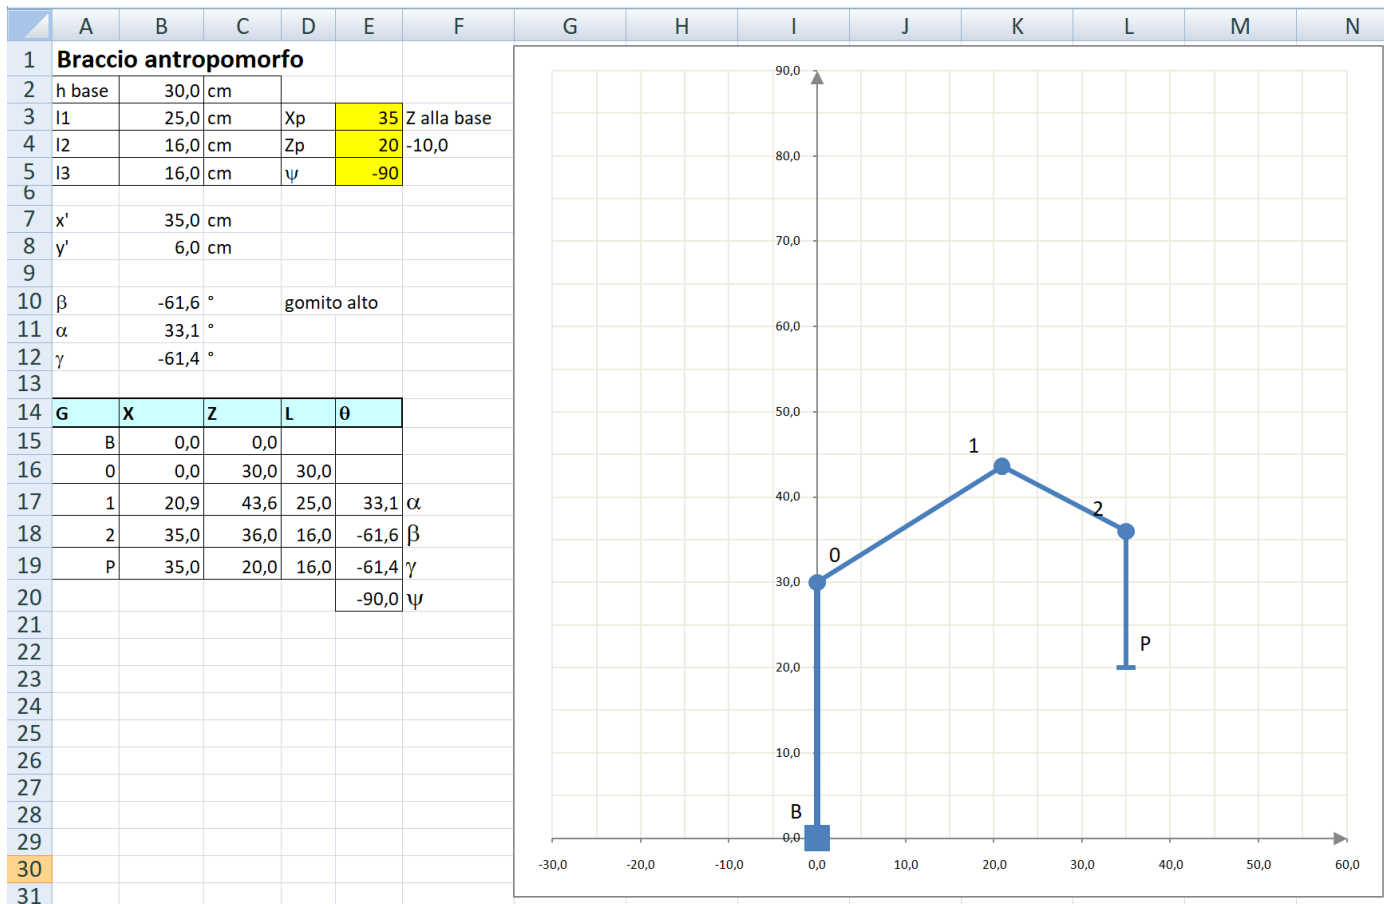 A B C D E F G H I J K L M N
1 Braccio antropomorfo
2 h base 30,0 cm
3 l1 25,0 cm Xp 35 Z alla base
4 l2 16,0 cm Zp 20 -10,0
5 l3 16,0 cm ψ -90
6
7 x' 35,0 cm
8 y' 6,0 cm
9
10 β -61,6 ° gomito alto
11 α 33,1 °
12 γ -61,4 °
13
14 G X Z L θ
15 B 0,0 0,0
16 0 0,0 30,0 30,0
17 1 20,9 43,6 25,0 33,1 α
18 2 35,0 36,0 16,0 -61,6 β
19 P 35,0 20,0 16,0 -61,4 γ
20 -90,0 ψ
21
22
23
24
25
26
27
28
29
30
31
90,0
80,0
70,0
60,0
50,0
1
40,0
2
0
30,0
P
20,0
10,0
B
0,0
-30,0 -20,0 -10,0 0,0 10,0 20,0 30,0 40,0 50,0 60,0